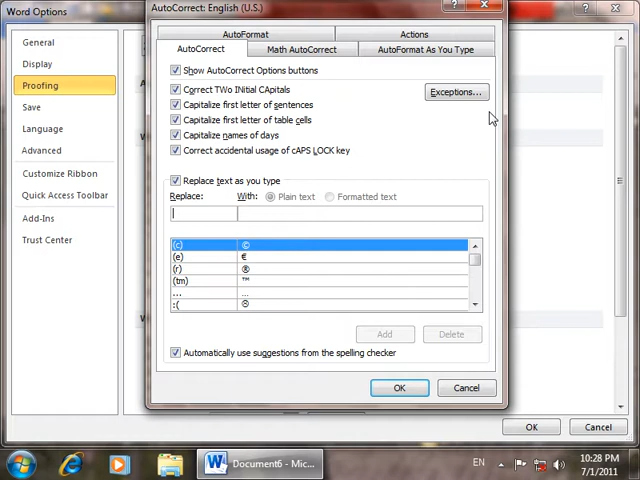 Word Options
AutoCorrect: English (U.S.)
General
Display
Proofing
Save
Language
Advanced
Customize Ribbon
Quick Access Toolbar
Add-Ins
Trust Center
AutoFormat
Actions
AutoCorrect
Math AutoCorrect
AutoFormat As You Type
Show AutoCorrect Options buttons
Correct TWo INitial CApitals
Exceptions...
Capitalize first letter of sentences
Capitalize first letter of table cells
Capitalize names of days
Correct accidental usage of cAPS LOCK key
Replace text as you type
Replace: With: Plain text Formatted text
(c) ©
(e) €
(r) ®
(tm) ™
... …
:( ☹
Add Delete
Automatically use suggestions from the spelling checker
OK Cancel
OK Cancel
Document6 - Mic...
EN
10:28 PM
7/1/2011